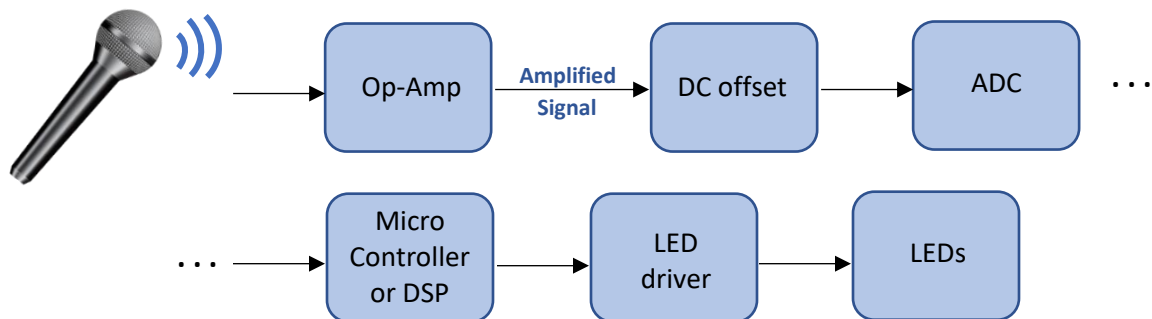 Op-Amp
Amplified
Signal
DC offset
ADC
...
...
Micro
Controller
or DSP
LED
driver
LEDs